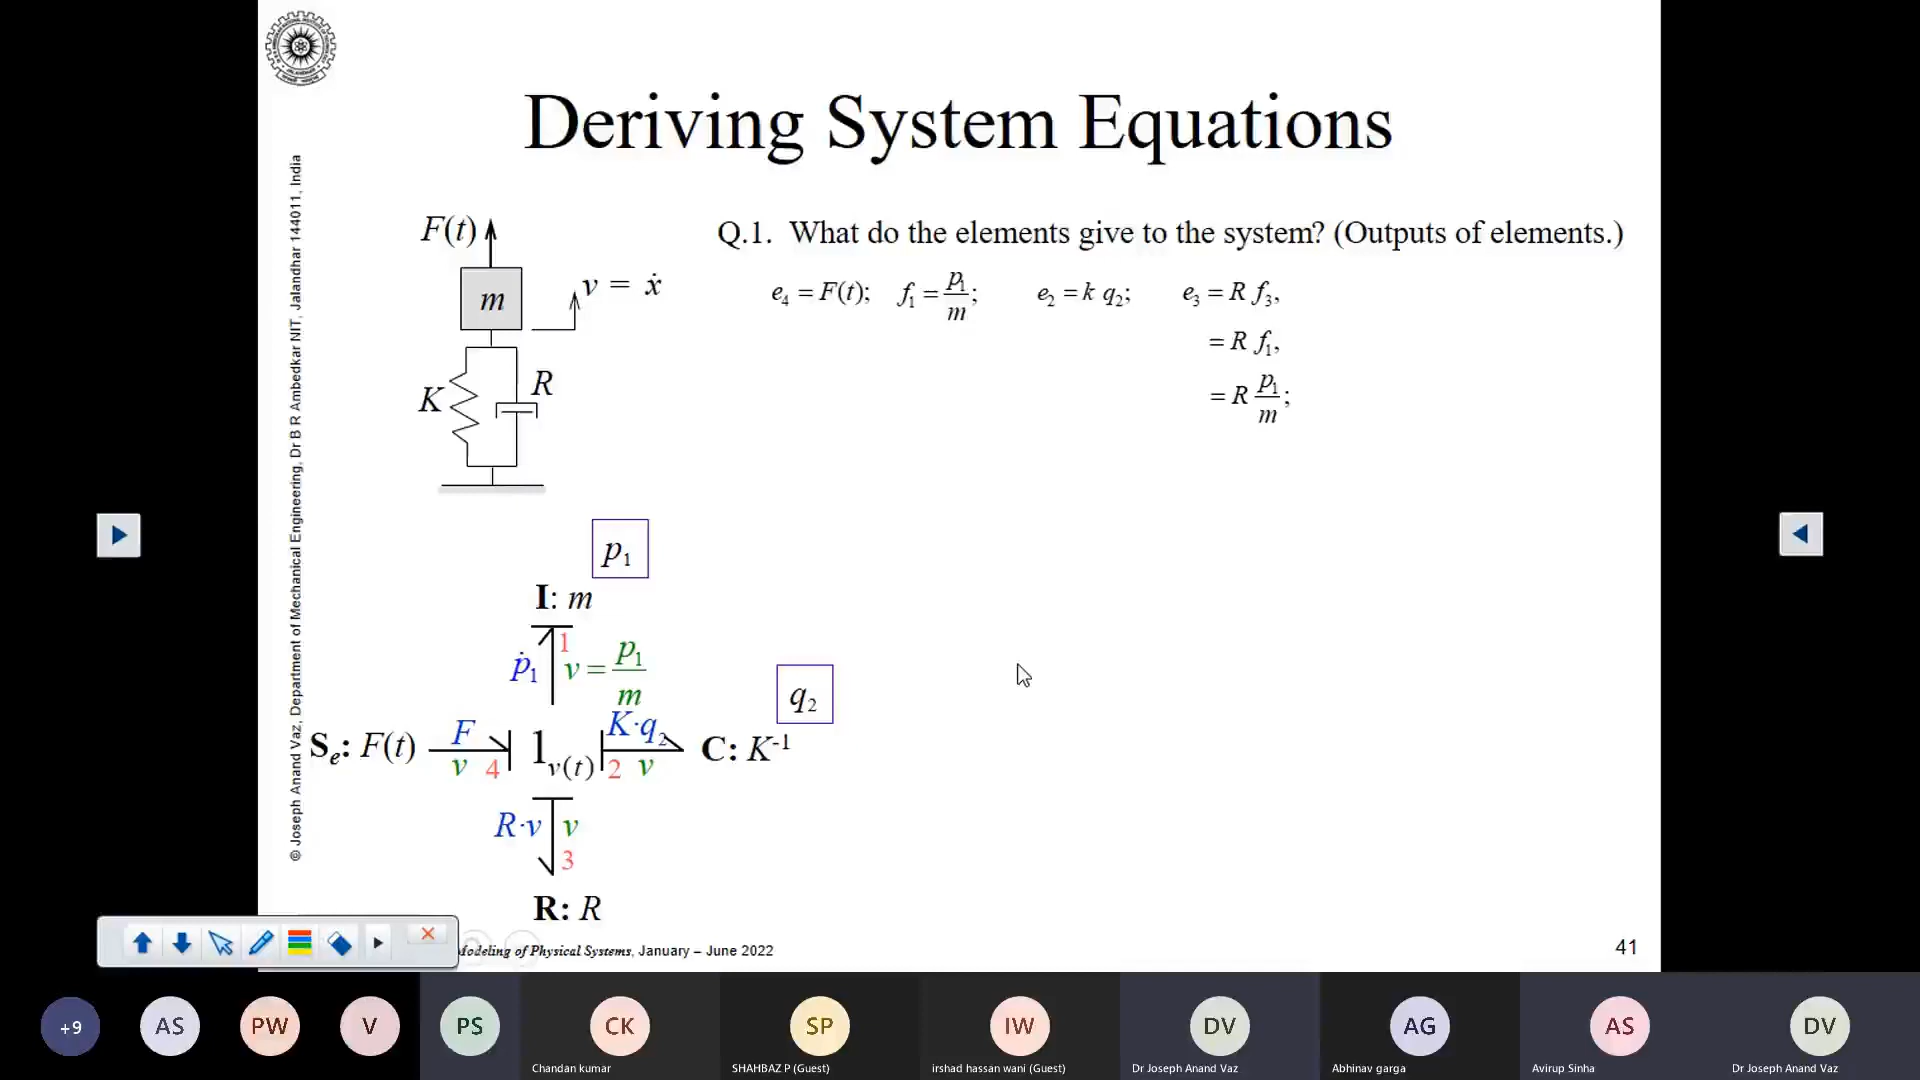 Deriving System Equations
© Joseph Anand Vaz, Department of Mechanical Engineering, Dr B R Ambedkar NIT, Jalandhar 144011, India
F(t)
m
v = ẋ
K
R
Q.1. What do the elements give to the system? (Outputs of elements.)
e₄ = F(t); f₁ = p₁/m; e₂ = k q₂; e₃ = R f₃,
= R f₁,
= R p₁/m;
p₁
I: m
1
ṗ₁ v = p₁/m
q₂
Sₑ: F(t) F v 4 1v(t) K·q₂ 2 v C: K⁻¹
R·v v
3
R: R
Modeling of Physical Systems, January – June 2022
41
+9 AS PW V PS CK SP IW DV AG AS DV
Chandan kumar SHAHBAZ P (Guest) irshad hassan wani (Guest) Dr Joseph Anand Vaz Abhinav garga Avirup Sinha Dr Joseph Anand Vaz